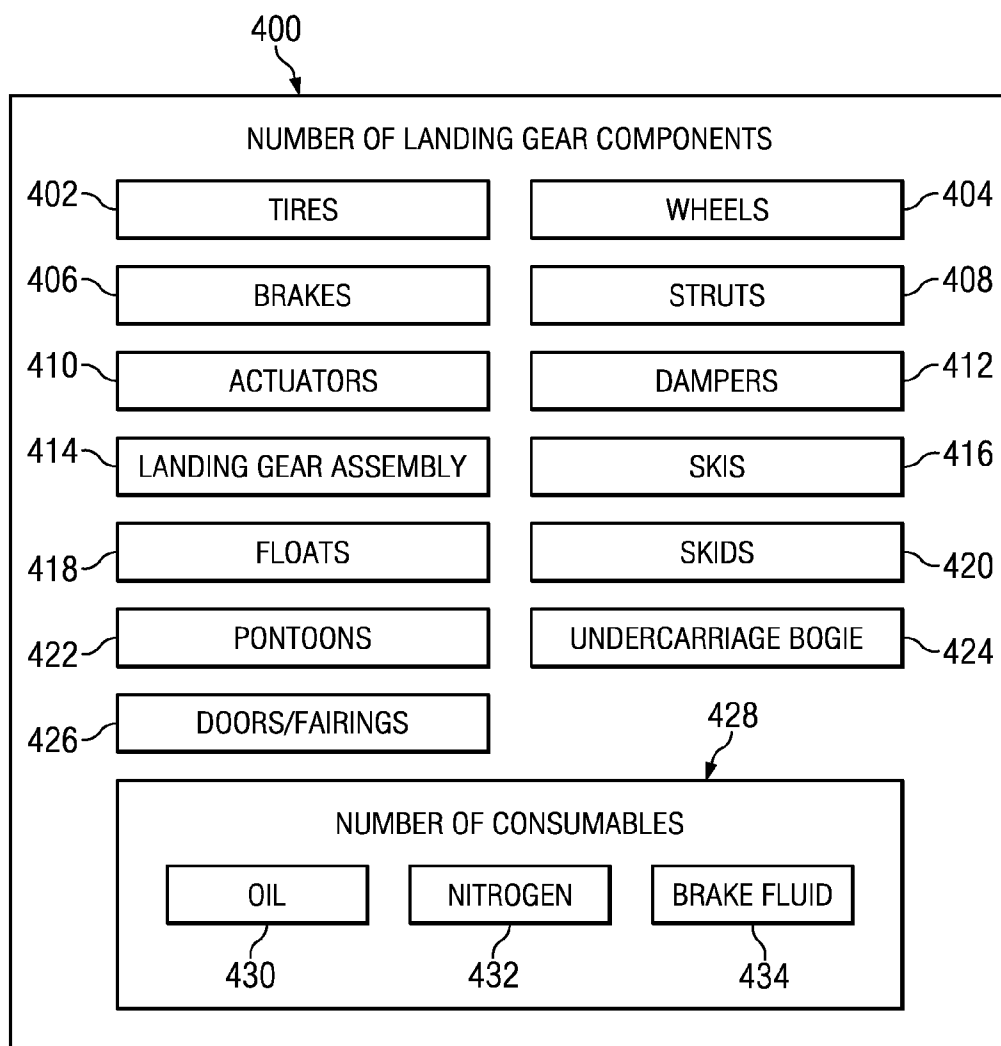 400
NUMBER OF LANDING GEAR COMPONENTS
402 TIRES WHEELS 404
406 BRAKES STRUTS 408
410 ACTUATORS DAMPERS 412
414 LANDING GEAR ASSEMBLY SKIS 416
418 FLOATS SKIDS 420
422 PONTOONS UNDERCARRIAGE BOGIE 424
426 DOORS/FAIRINGS
428
NUMBER OF CONSUMABLES
OIL NITROGEN BRAKE FLUID
430 432 434